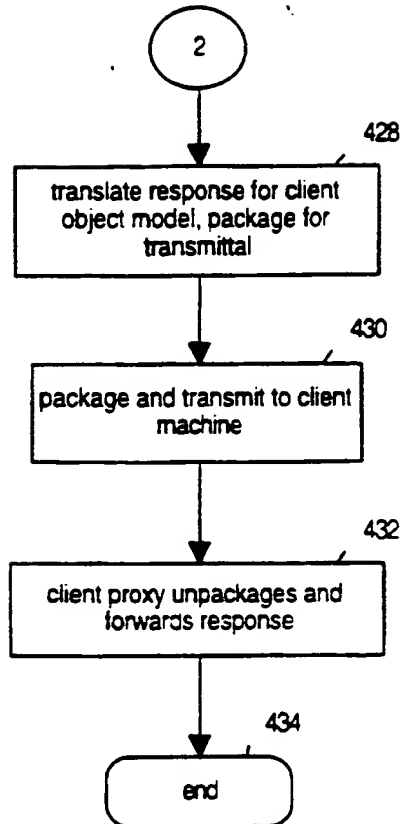 2
428
translate response for client
object model, package for
transmittal
430
package and transmit to client
machine
432
client proxy unpackages and
forwards response
434
end